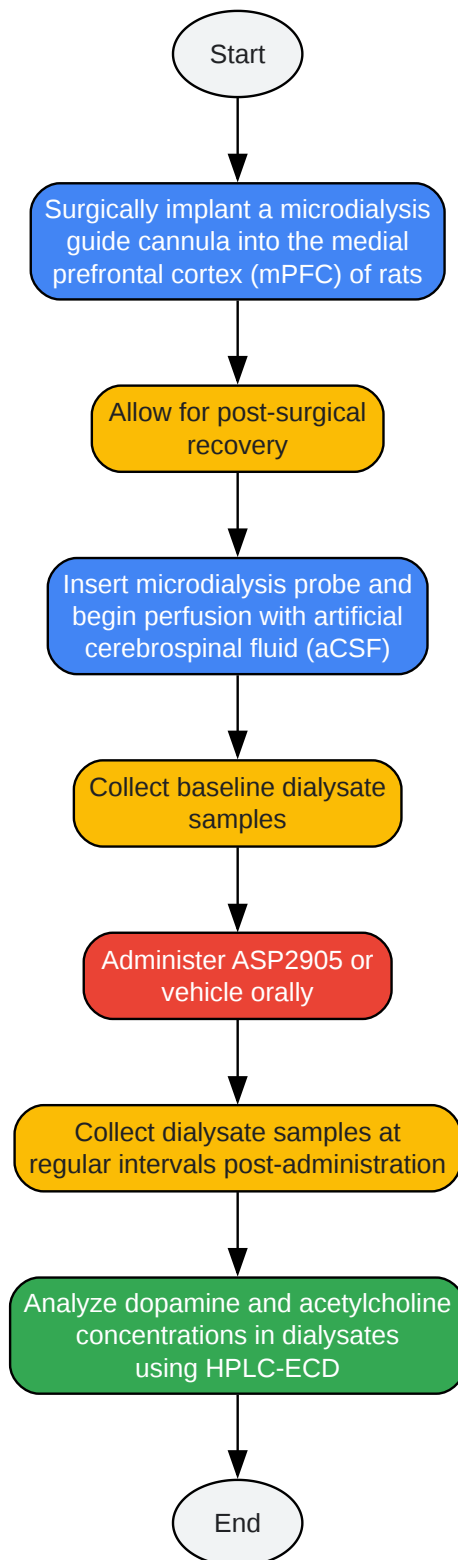 Start
Surgically implant a microdialysis
guide cannula into the medial
prefrontal cortex (mPFC) of rats
Allow for post-surgical
recovery
Insert microdialysis probe and
begin perfusion with artificial
cerebrospinal fluid (aCSF)
Collect baseline dialysate
samples
Administer ASP2905 or
vehicle orally
Collect dialysate samples at
regular intervals post-administration
Analyze dopamine and acetylcholine
concentrations in dialysates
using HPLC-ECD
End